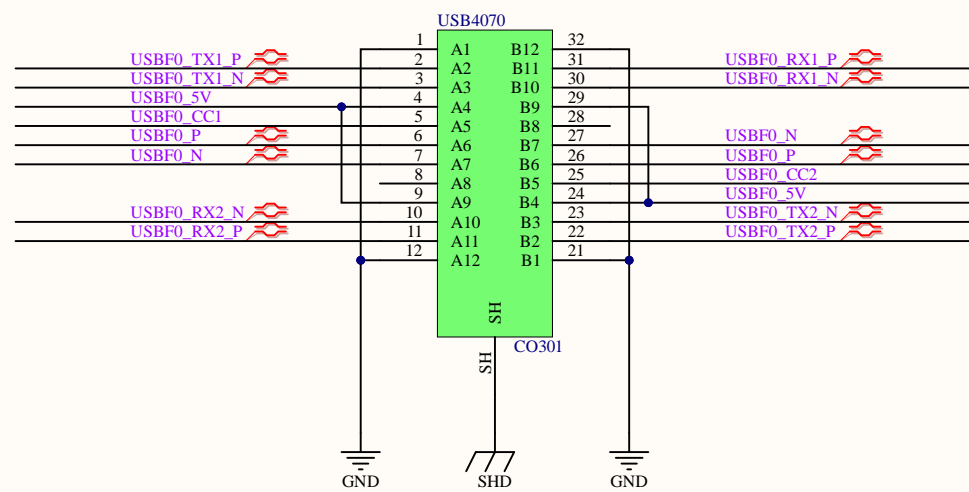 USB4070
1 A1 B12 32
USBF0_TX1_P 2 A2 B11 31 USBF0_RX1_P
USBF0_TX1_N 3 A3 B10 30 USBF0_RX1_N
USBF0_5V 4 A4 B9 29
USBF0_CC1 5 A5 B8 28
USBF0_P 6 A6 B7 27 USBF0_N
USBF0_N 7 A7 B6 26 USBF0_P
8 A8 B5 25 USBF0_CC2
9 A9 B4 24 USBF0_5V
USBF0_RX2_N 10 A10 B3 23 USBF0_TX2_N
USBF0_RX2_P 11 A11 B2 22 USBF0_TX2_P
12 A12 B1 21
SH
CO301
SH
GND SHD GND